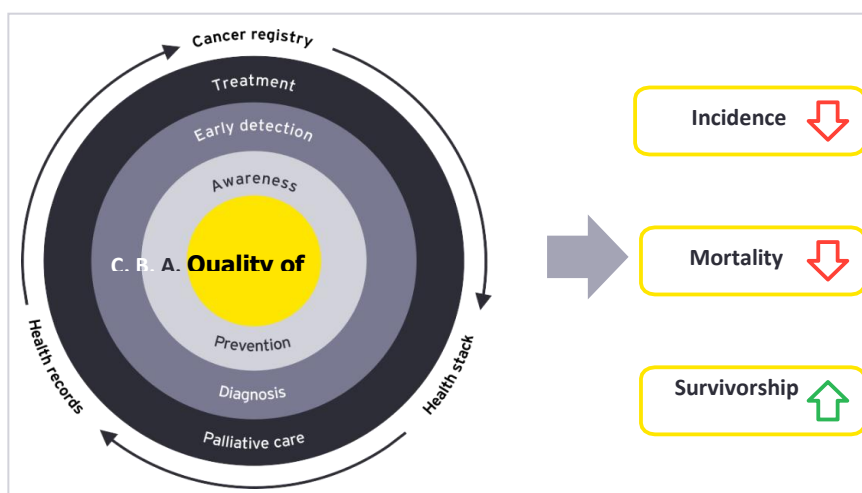 Cancer registry
Treatment
Early detection
Awareness
C. B. A. Quality of
Prevention
Diagnosis
Palliative care
Health records
Health stack
Incidence
Mortality
Survivorship